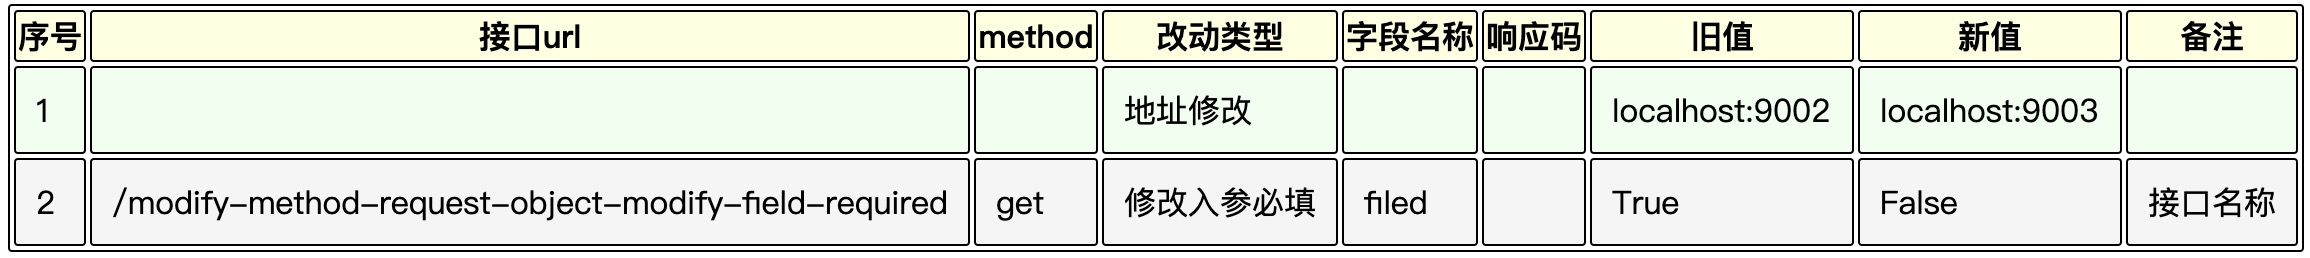 序号 接口url method 改动类型 字段名称 响应码 旧值 新值 备注
1 地址修改 localhost:9002 localhost:9003
2 /modify-method-request-object-modify-field-required get 修改入参必填 filed True False 接口名称